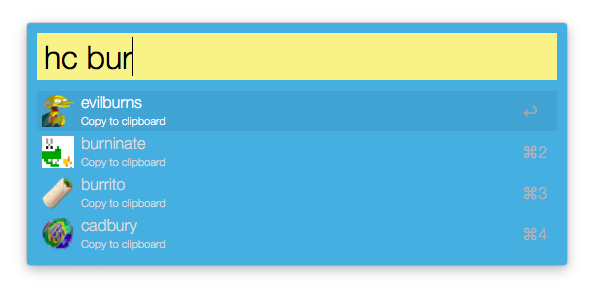 hc bur
evilburns
Copy to clipboard
↩
burninate
Copy to clipboard
⌘2
burrito
Copy to clipboard
⌘3
cadbury
Copy to clipboard
⌘4